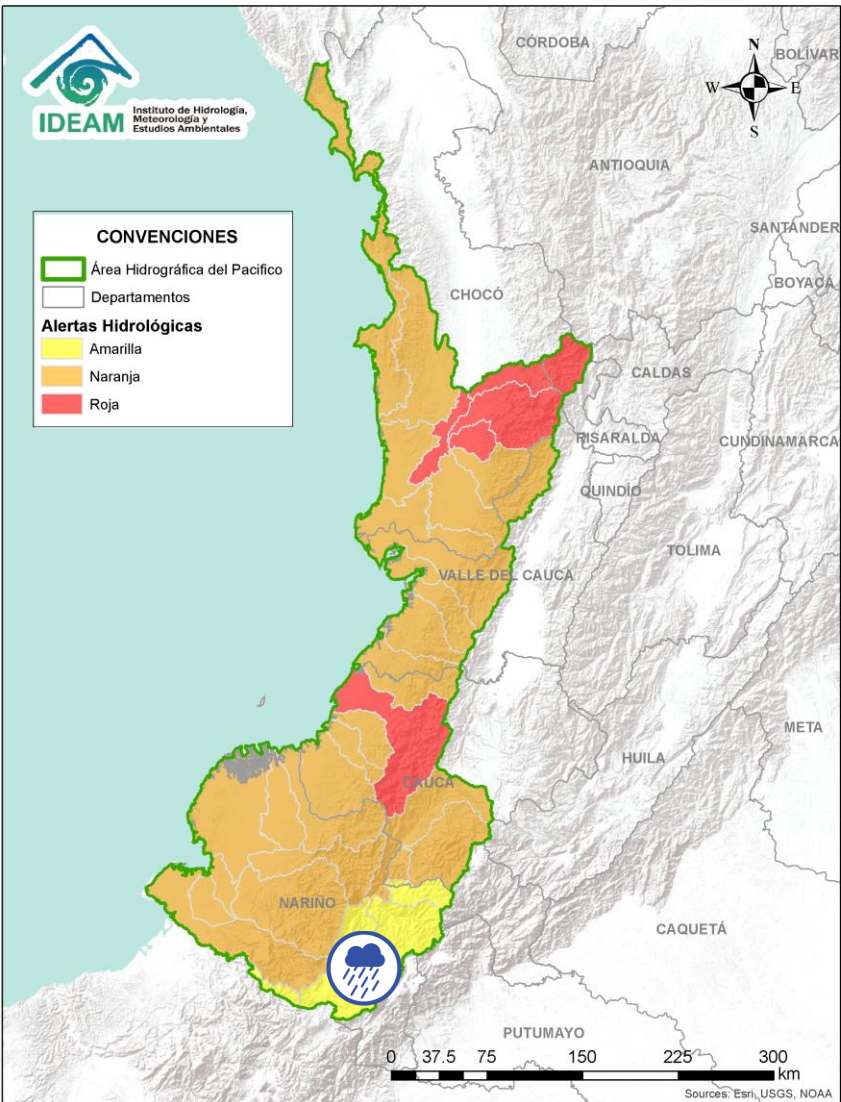 IDEAM
Instituto de Hidrología,
Meteorología y
Estudios Ambientales
N
W
E
S
CONVENCIONES
Área Hidrográfica del Pacifico
Departamentos
Alertas Hidrológicas
Amarilla
Naranja
Roja
CÓRDOBA
BOLIVAR
ANTIOQUIA
SANTANDER
BOYACÁ
CHOCÓ
CALDAS
RISARALDA
CUNDINAMARCA
QUINDÍO
TOLIMA
VALLE DEL CAUCA
META
HUILA
CAUCA
NARIÑO
CAQUETÁ
PUTUMAYO
0 37.5 75 150 225 300
km
Sources: Esri, USGS, NOAA